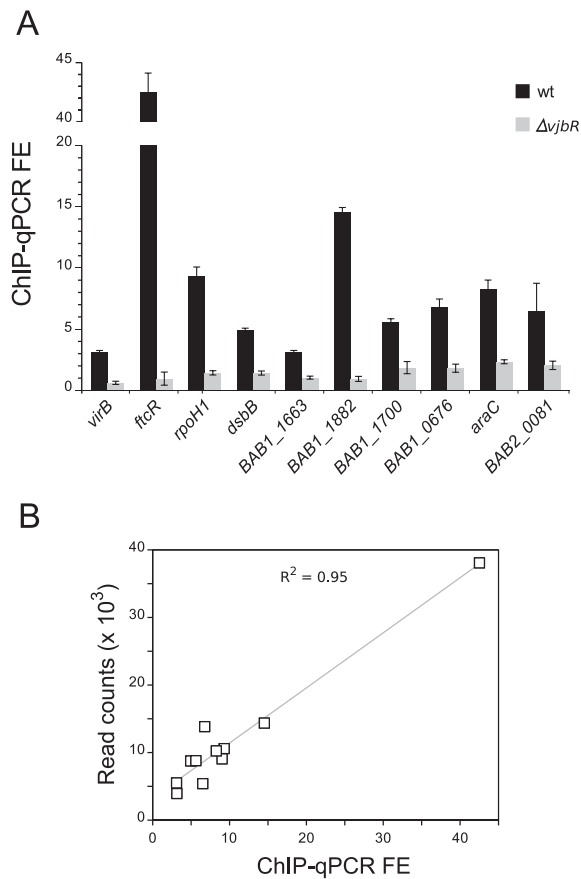 A
ChIP-qPCR FE
45
40
20
15
10
5
0
wt
ΔvjbR
virB
ftcR
rpoH1
dsbB
BAB1_1663
BAB1_1882
BAB1_1700
BAB1_0676
araC
BAB2_0081
B
R² = 0.95
Read counts (x 10³)
40
30
20
10
0
0 10 20 30 40
ChIP-qPCR FE